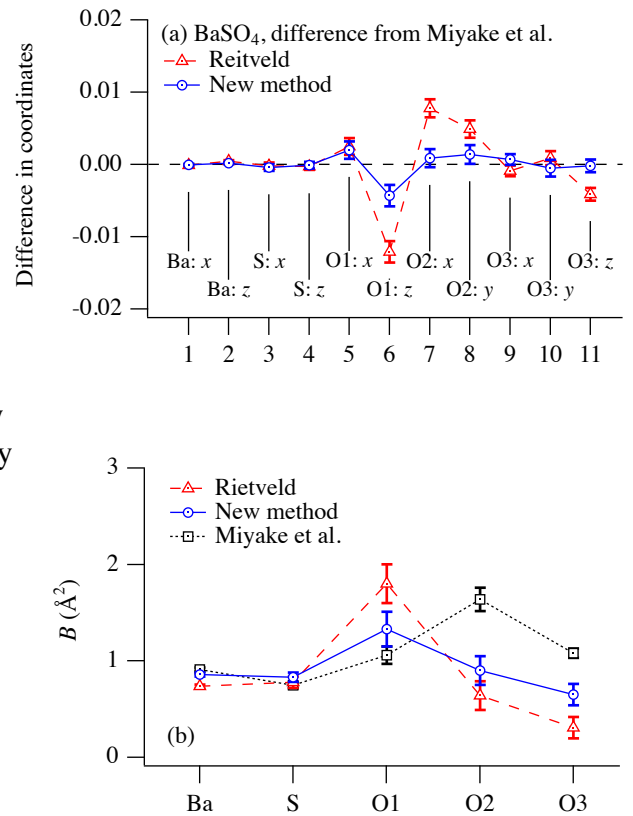 (a) BaSO₄, difference from Miyake et al.
Reitveld
New method
Difference in coordinates
0.02
0.01
0.00
-0.01
-0.02
Ba: x S: x O1: x O2: x O3: x O3: z
Ba: z S: z O1: z O2: y O3: y
1 2 3 4 5 6 7 8 9 10 11
y
Rietveld
New method
Miyake et al.
B (Å²)
3
2
1
0
(b)
Ba S O1 O2 O3